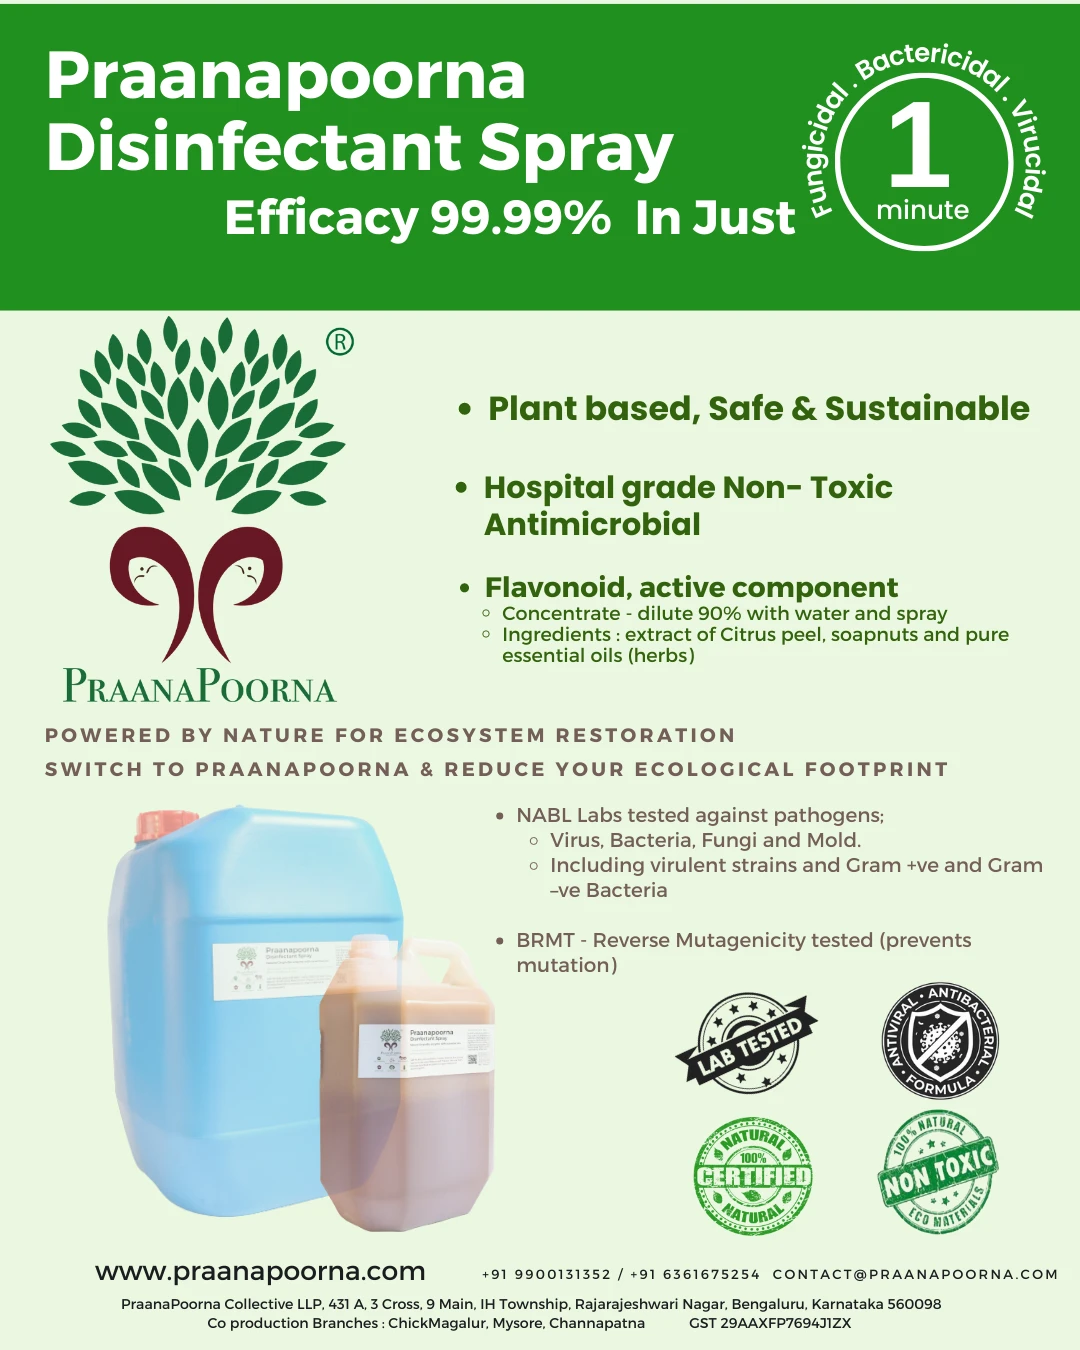 Praanapoorna
Disinfectant Spray
Efficacy 99.99% In Just
Fungicidal . Bactericidal . Virucidal
1
minute
®
• Plant based, Safe & Sustainable
• Hospital grade Non- Toxic
Antimicrobial
• Flavonoid, active component
◦ Concentrate - dilute 90% with water and spray
◦ Ingredients : extract of Citrus peel, soapnuts and pure
essential oils (herbs)
PRAANAPOORNA
POWERED BY NATURE FOR ECOSYSTEM RESTORATION
SWITCH TO PRAANAPOORNA & REDUCE YOUR ECOLOGICAL FOOTPRINT
• NABL Labs tested against pathogens;
◦ Virus, Bacteria, Fungi and Mold.
◦ Including virulent strains and Gram +ve and Gram
–ve Bacteria
• BRMT - Reverse Mutagenicity tested (prevents
mutation)
Praanapoorna
Disinfectant Spray
Praanapoorna
Disinfectant Spray
LAB TESTED
ANTIVIRAL • ANTIBACTERIAL
• FORMULA •
NATURAL
100%
CERTIFIED
NATURAL
100% NATURAL
NON TOXIC
ECO MATERIALS
www.praanapoorna.com
+91 9900131352 / +91 6361675254 CONTACT@PRAANAPOORNA.COM
PraanaPoorna Collective LLP, 431 A, 3 Cross, 9 Main, IH Township, Rajarajeshwari Nagar, Bengaluru, Karnataka 560098
Co production Branches : ChickMagalur, Mysore, Channapatna GST 29AAXFP7694J1ZX